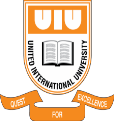 UIU
UNITED INTERNATIONAL UNIVERSITY
QUEST
FOR
EXCELLENCE